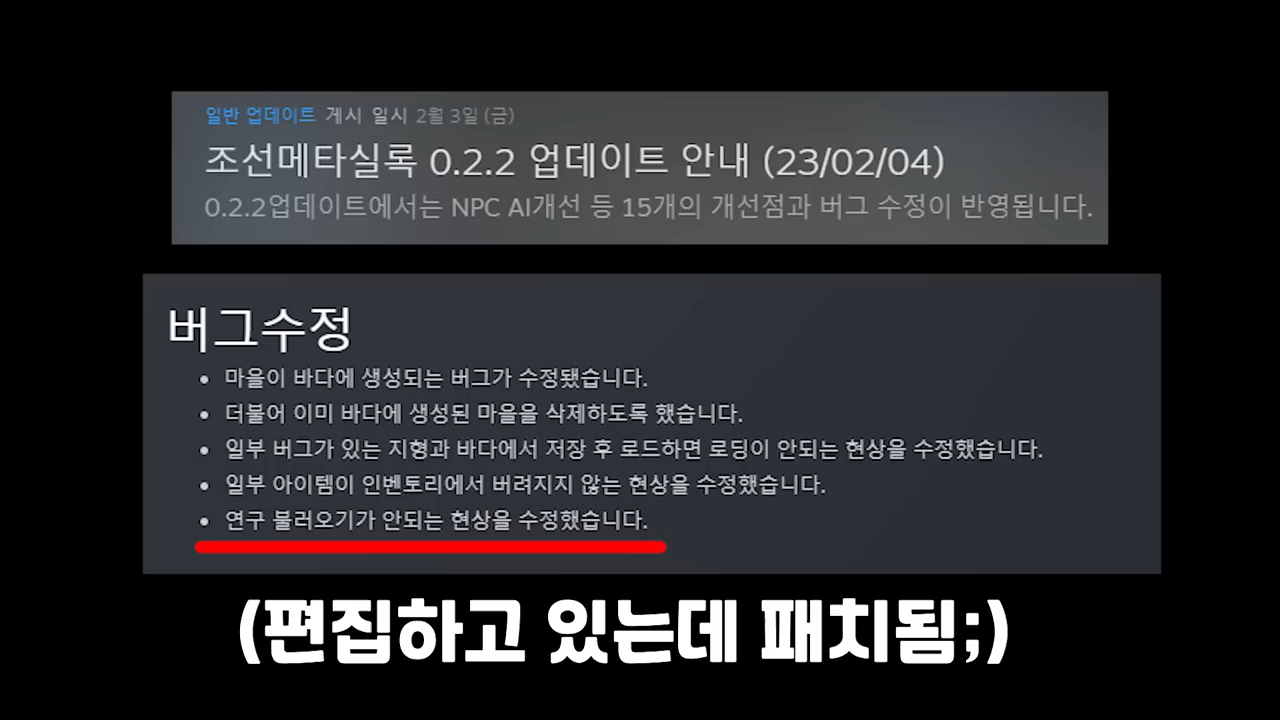 일반 업데이트 게시 일시 2월 3일 (금)
조선메타실록 0.2.2 업데이트 안내 (23/02/04)
0.2.2업데이트에서는 NPC AI개선 등 15개의 개선점과 버그 수정이 반영됩니다.
버그수정
• 마을이 바다에 생성되는 버그가 수정됐습니다.
• 더불어 이미 바다에 생성된 마을을 삭제하도록 했습니다.
• 일부 버그가 있는 지형과 바다에서 저장 후 로드하면 로딩이 안되는 현상을 수정했습니다.
• 일부 아이템이 인벤토리에서 버려지지 않는 현상을 수정했습니다.
• 연구 불러오기가 안되는 현상을 수정했습니다.
(편집하고 있는데 패치됨;)